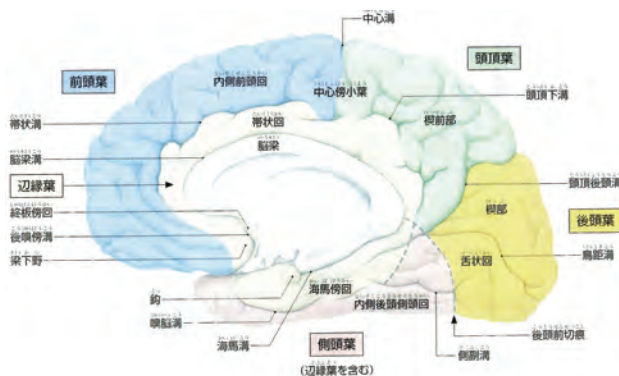 中心溝
前頭葉
内側前頭回
中心傍小葉
頭頂葉
頭頂下溝
帯状溝
帯状回
楔前部
脳梁溝
脳梁
辺縁葉
頭頂後頭溝
終板傍回
楔部
後頭葉
後嗅傍溝
鳥距溝
梁下野
舌状回
鈎
海馬傍回
内側後頭側頭回
嗅脳溝
海馬溝
側頭葉
(辺縁葉を含む)
側副溝
後頭前切痕